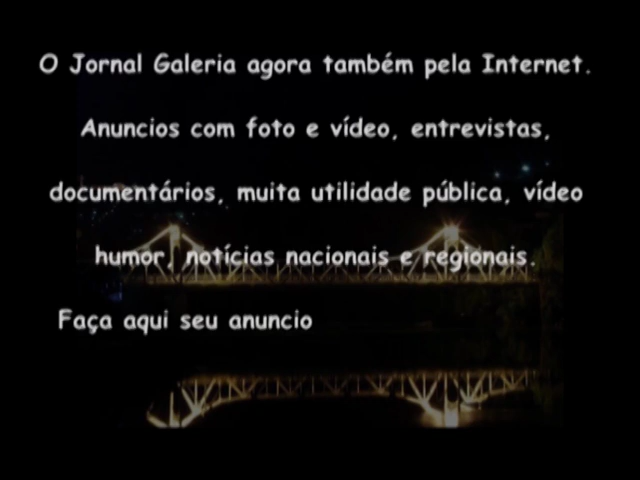 O Jornal Galeria agora também pela Internet.
Anuncios com foto e vídeo, entrevistas,
documentários, muita utilidade pública, vídeo
humor, notícias nacionais e regionais.
Faça aqui seu anuncio